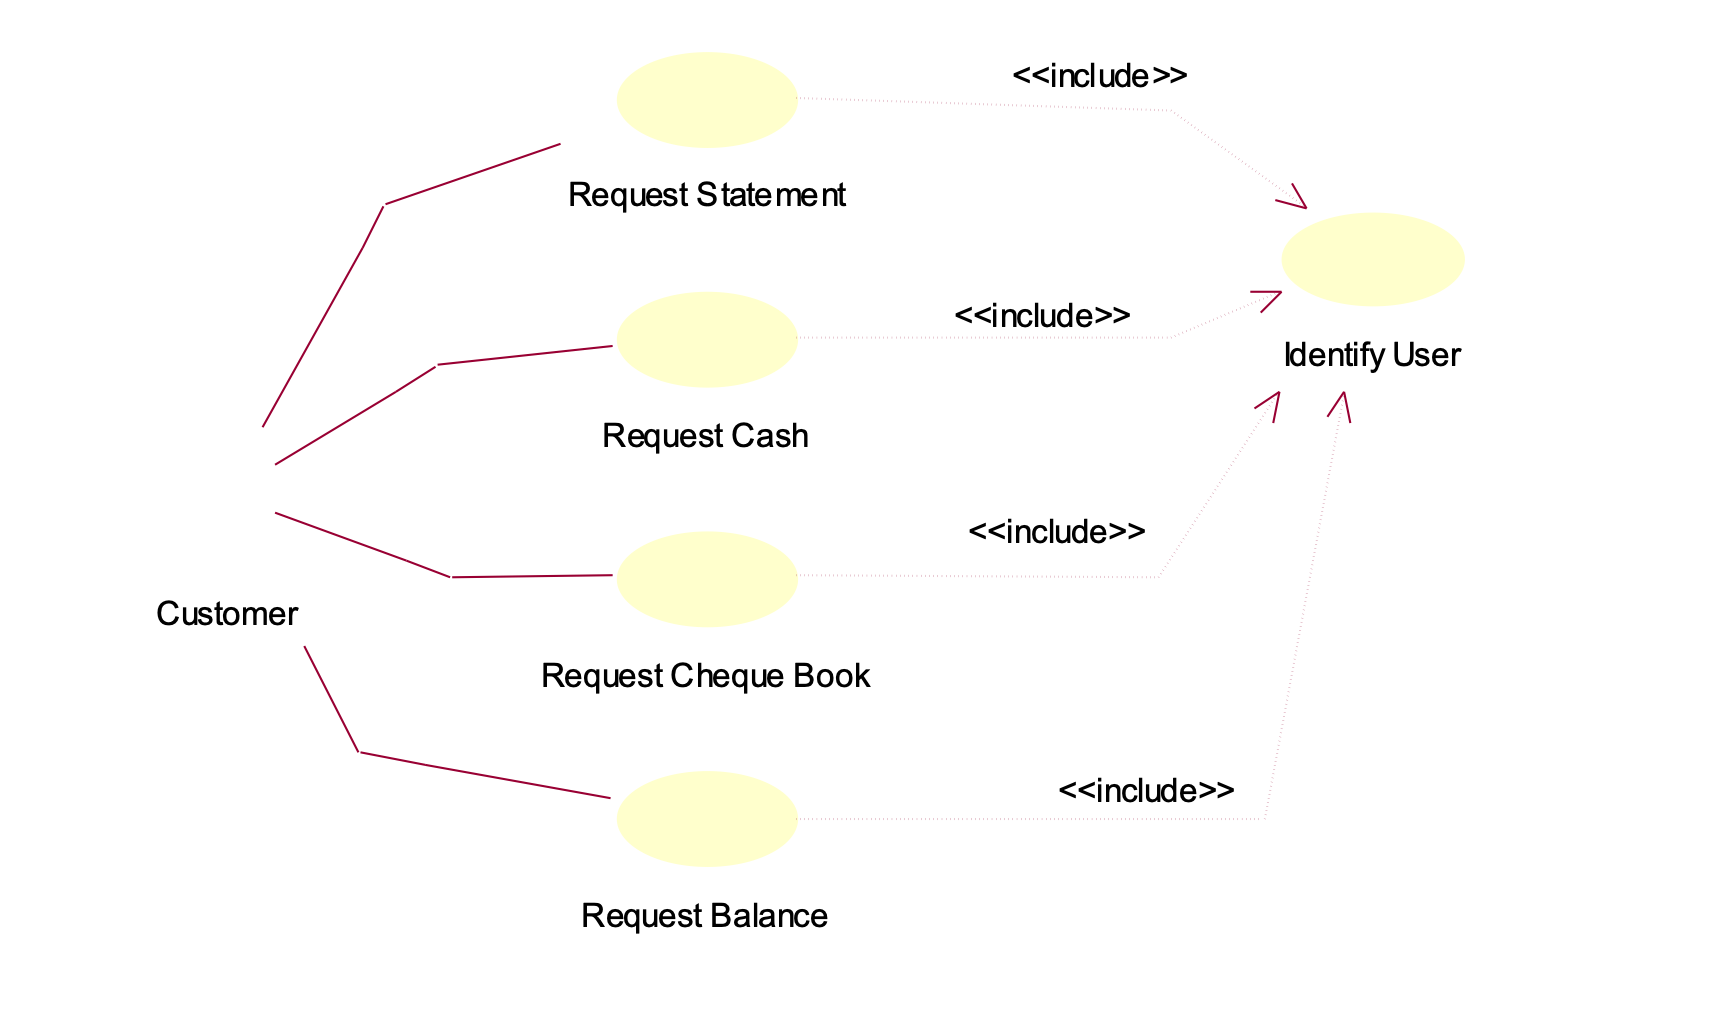 <<include>>
Request Statement
<<include>>
Identify User
Request Cash
<<include>>
Customer
Request Cheque Book
<<include>>
Request Balance